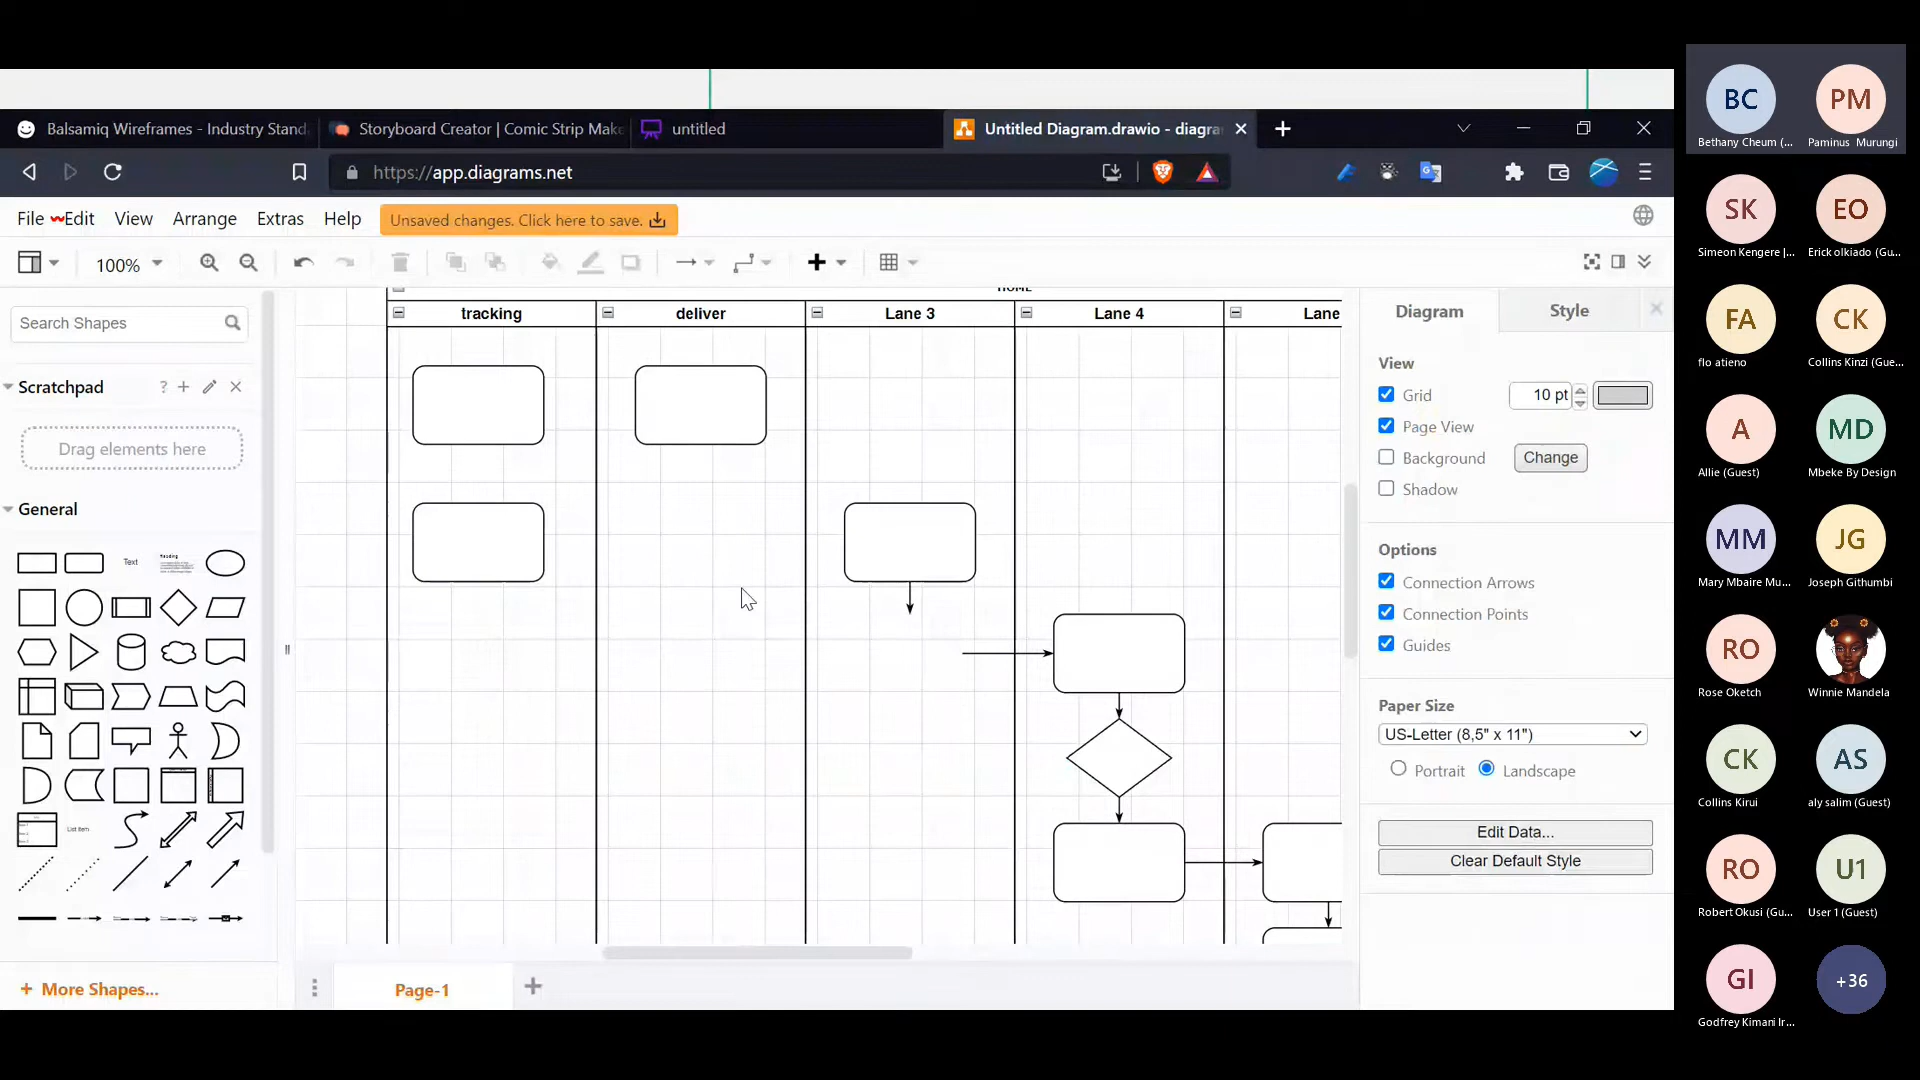 Balsamiq Wireframes - Industry Stand
Storyboard Creator | Comic Strip Mak
untitled
Untitled Diagram.drawio - diagra
https://app.diagrams.net
File Edit View Arrange Extras Help Unsaved changes. Click here to save.
100%
Search Shapes
Scratchpad ?
Drag elements here
General
Text
Heading
List Item
+ More Shapes...
HOME
tracking deliver Lane 3 Lane 4 Lane
Page-1
Diagram Style
View
Grid 10 pt
Page View
Background Change
Shadow
Options
Connection Arrows
Connection Points
Guides
Paper Size
US-Letter (8,5" x 11")
Portrait Landscape
Edit Data...
Clear Default Style
BC PM
Bethany Cheum (... Paminus Murungi
SK EO
Simeon Kengere |... Erick olkiado (Gu...
FA CK
flo atieno Collins Kinzi (Gue...
A MD
Allie (Guest) Mbeke By Design
MM JG
Mary Mbaire Mu... Joseph Githumbi
RO
Rose Oketch Winnie Mandela
CK AS
Collins Kirui aly salim (Guest)
RO U1
Robert Okusi (Gu... User 1 (Guest)
GI +36
Godfrey Kimani Ir...